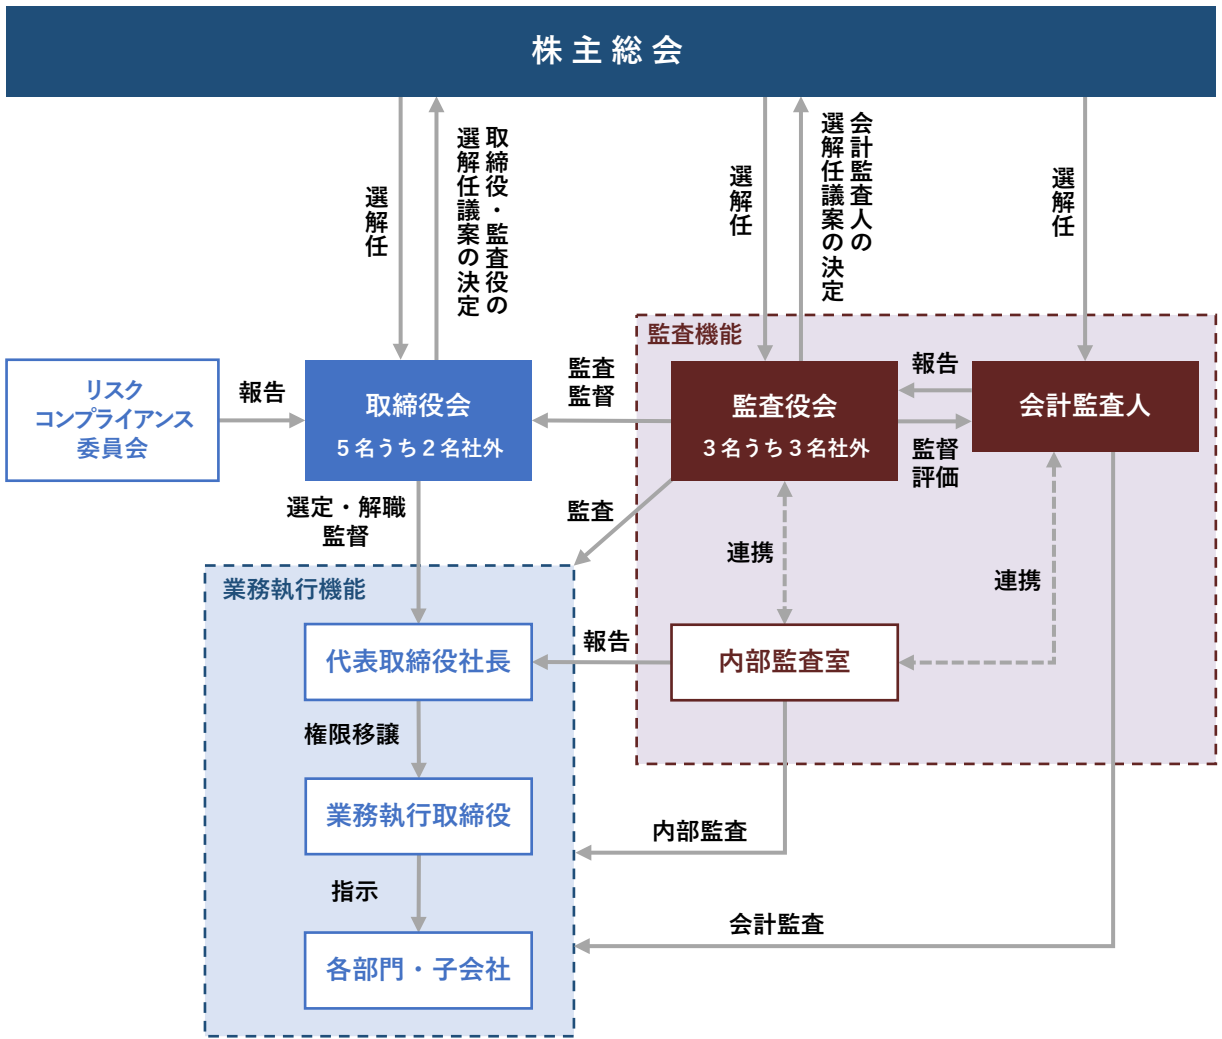 株主総会
選解任
取締役・監査役の
選解任議案の決定
選解任
会計監査人の
選解任議案の決定
選解任
リスク
コンプライアンス
委員会
報告
取締役会
5名うち2名社外
監査
監督
監査機能
監査役会
3名うち3名社外
報告
監督
評価
会計監査人
選定・解職
監督
監査
連携
連携
業務執行機能
代表取締役社長
報告
内部監査室
権限移譲
業務執行取締役
内部監査
指示
会計監査
各部門・子会社